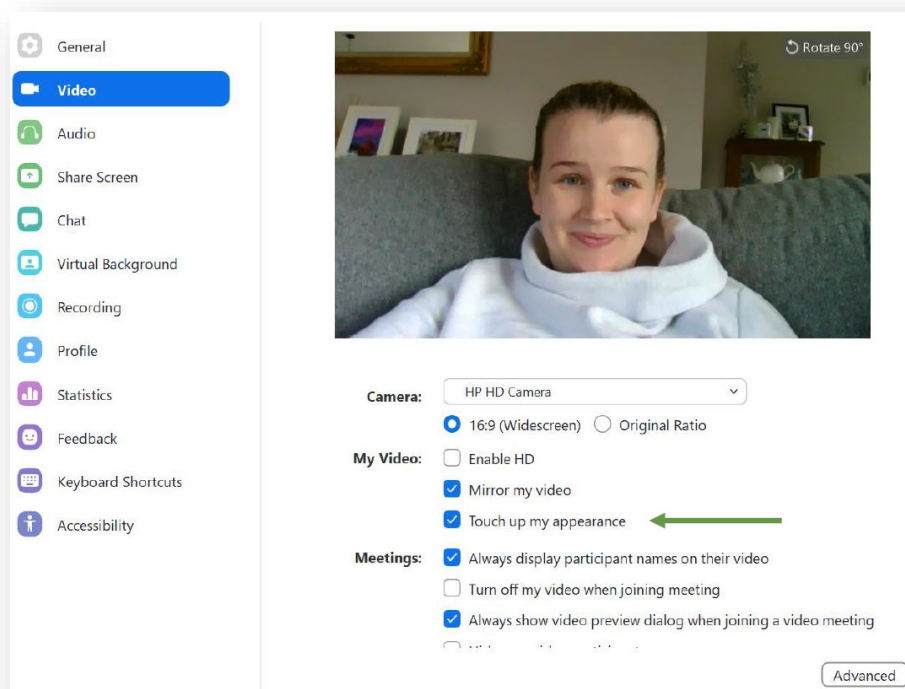 General
Video
Audio
Share Screen
Chat
Virtual Background
Recording
Profile
Statistics
Feedback
Keyboard Shortcuts
Accessibility
Rotate 90°
Camera: HP HD Camera
16:9 (Widescreen) Original Ratio
My Video: Enable HD
Mirror my video
Touch up my appearance
Meetings: Always display participant names on their video
Turn off my video when joining meeting
Always show video preview dialog when joining a video meeting
Advanced